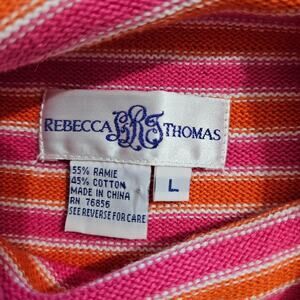 REBECCA RT THOMAS
55% RAMIE
45% COTTON
MADE IN CHINA
RN 76856
SEE REVERSE FOR CARE
L